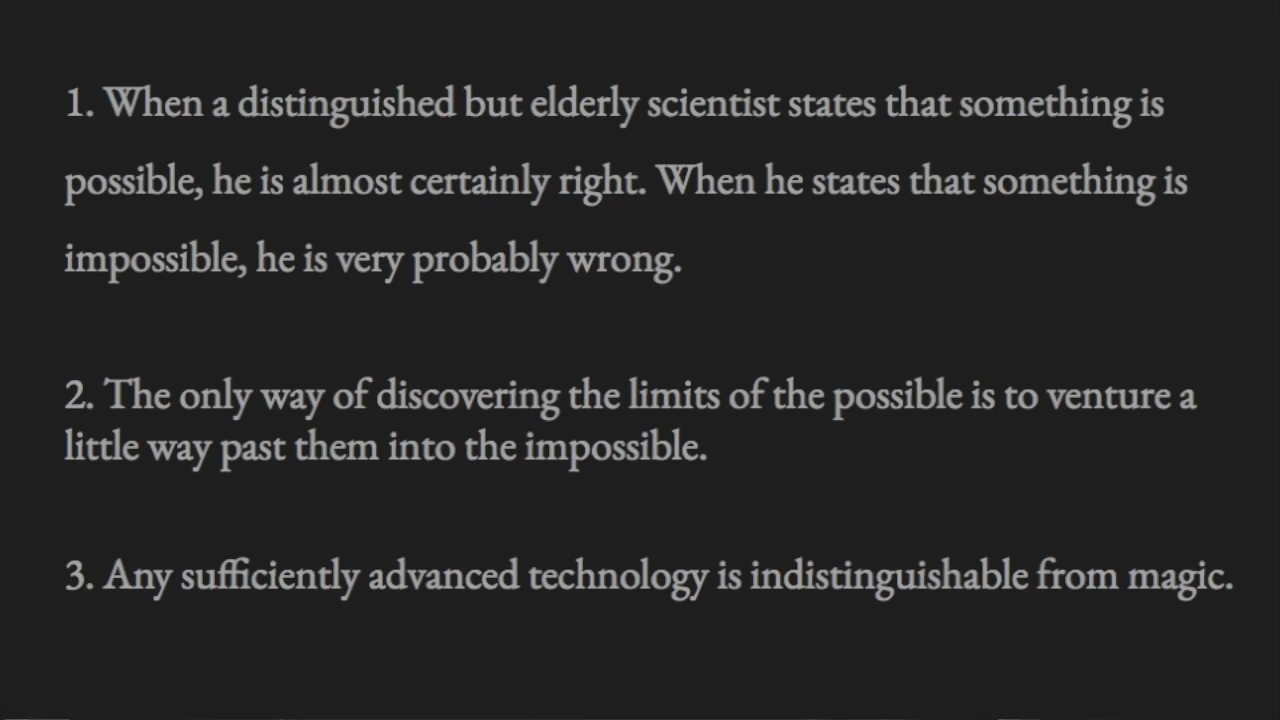 1. When a distinguished but elderly scientist states that something is
possible, he is almost certainly right. When he states that something is
impossible, he is very probably wrong.
2. The only way of discovering the limits of the possible is to venture a
little way past them into the impossible.
3. Any sufficiently advanced technology is indistinguishable from magic.